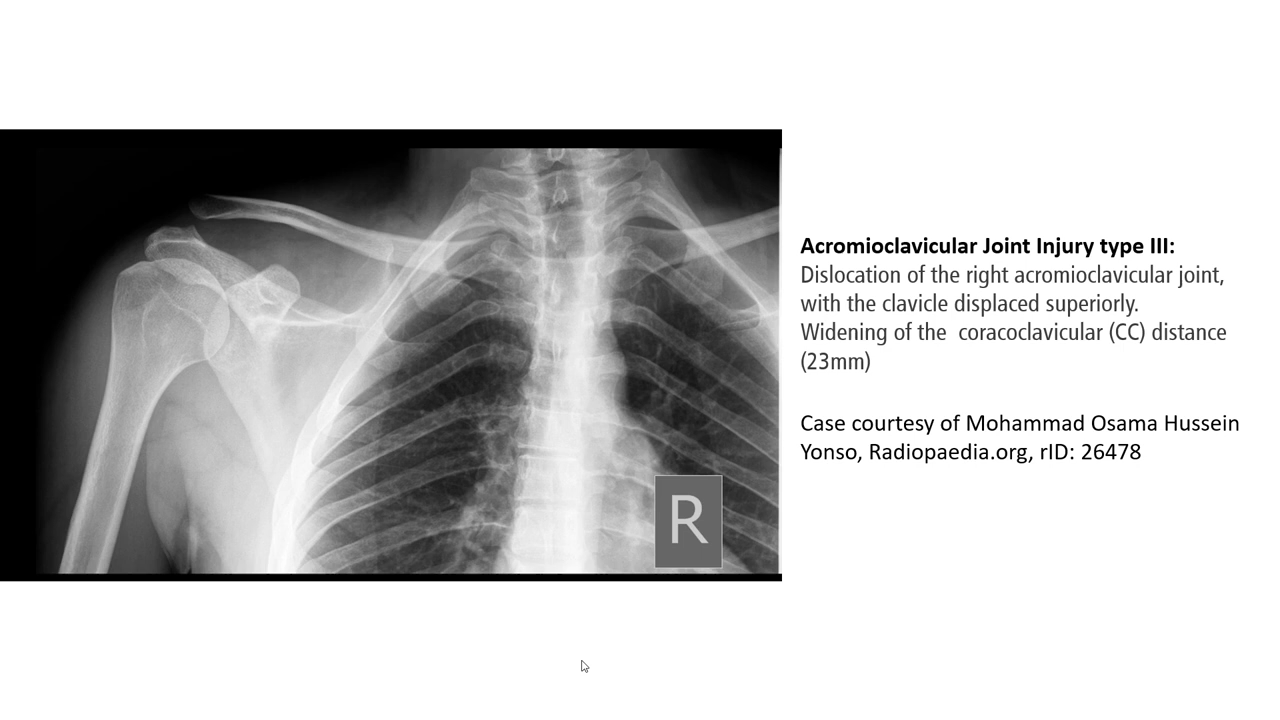 Acromioclavicular Joint Injury type III:
Dislocation of the right acromioclavicular joint,
with the clavicle displaced superiorly.
Widening of the  coracoclavicular (CC) distance
(23mm)
Case courtesy of Mohammad Osama Hussein
Yonso, Radiopaedia.org, rID: 26478
R